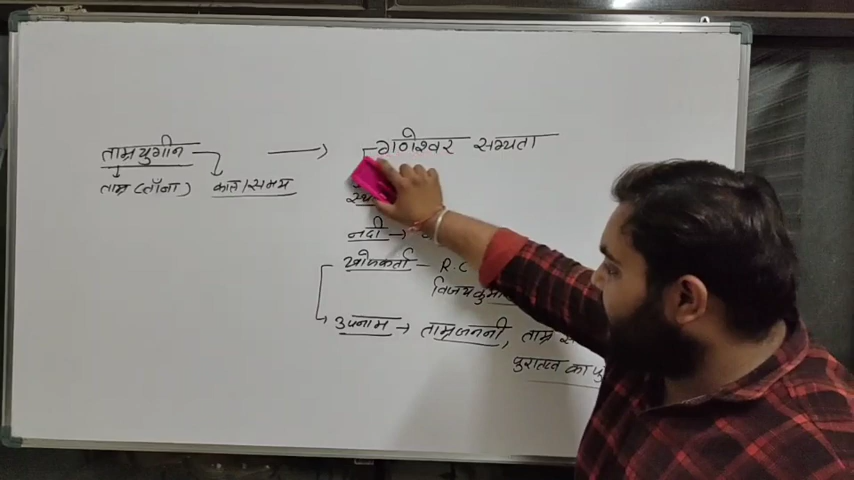 ताम्रयुगीन → गणेश्वर सभ्यता
ताम्र (ताँबा) काल/समय
नदी →
खोजकर्ता - R.C
विजयकुमा
उपनाम → ताम्रजननी, ताम्र
पुरातत्व का